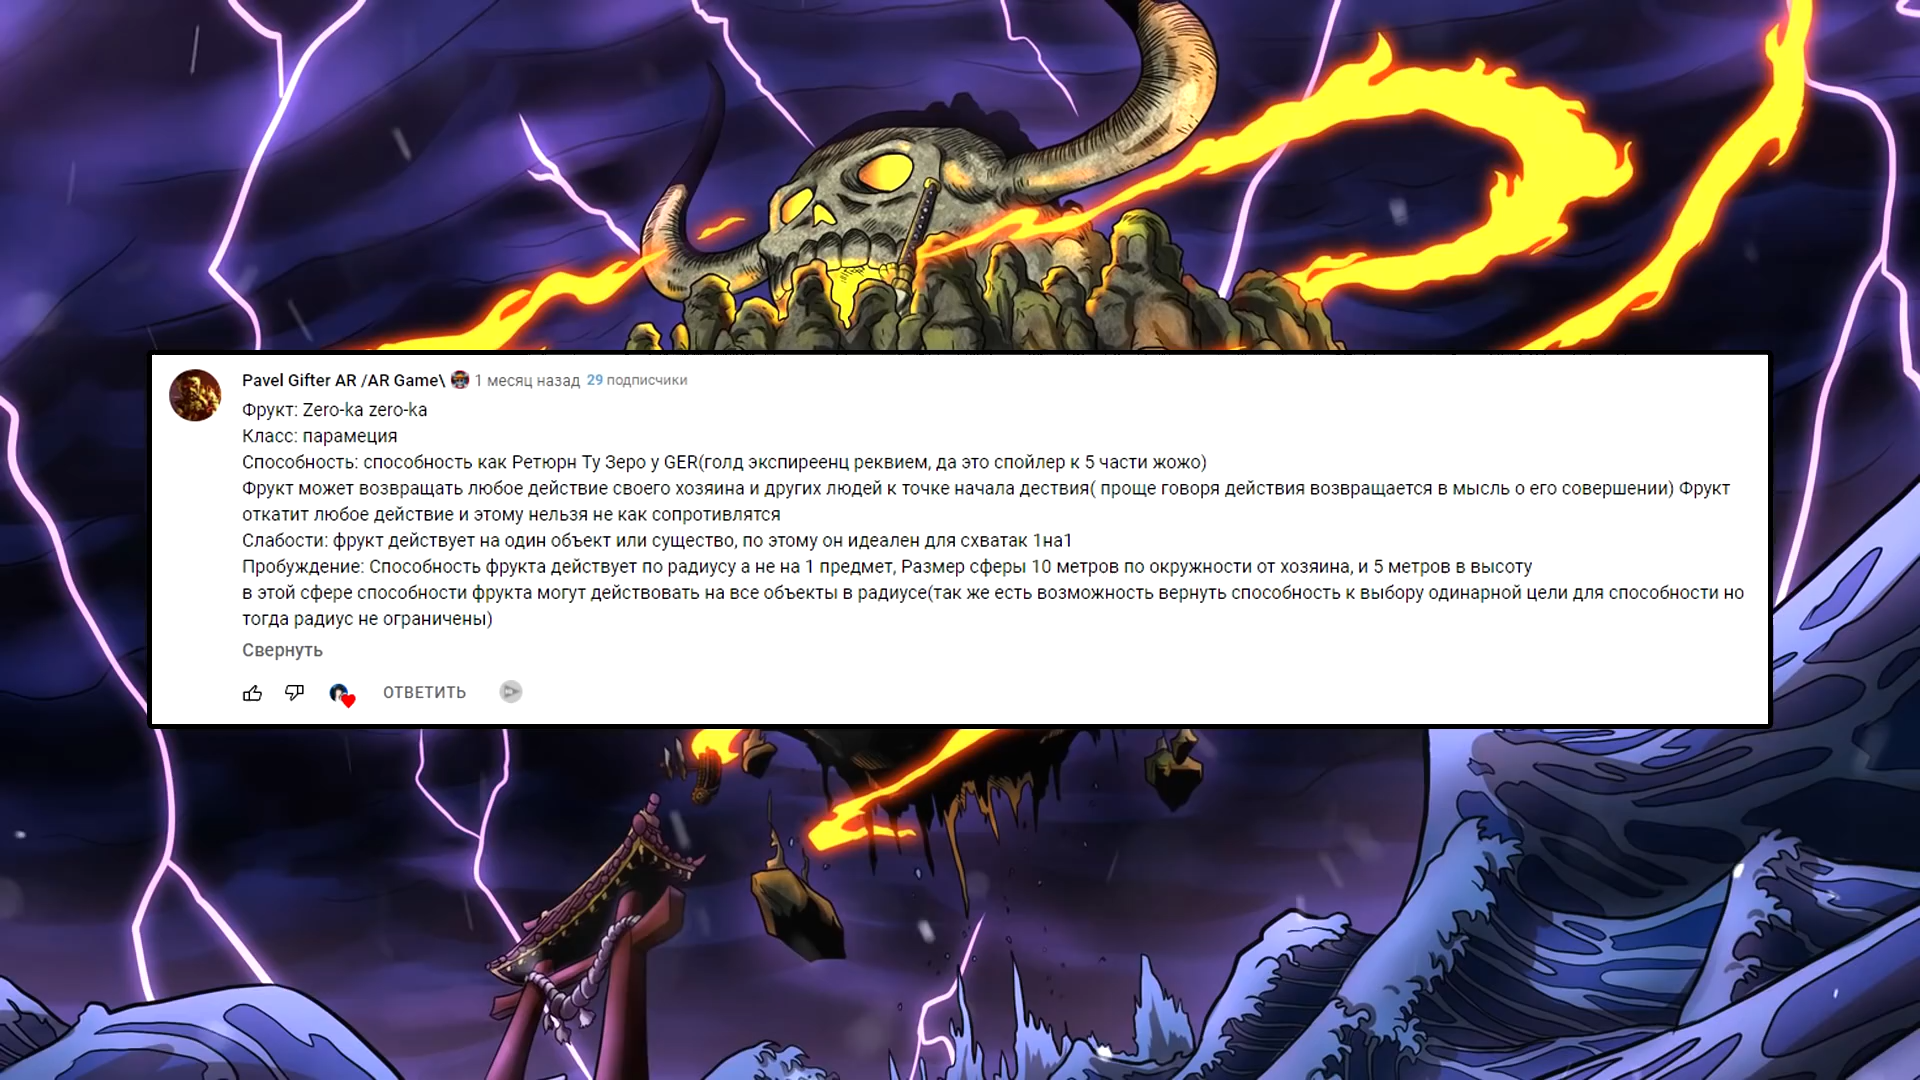 Pavel Gifter AR /AR Game\ 1 месяц назад 29 подписчики
Фрукт: Zero-ka zero-ka
Класс: парамеция
Способность: способность как Ретюрн Ту Зеро у GER(голд экспиреенц реквием, да это спойлер к 5 части жожо)
Фрукт может возвращать любое действие своего хозяина и других людей к точке начала дествия( проще говоря действия возвращается в мысль о его совершении) Фрукт
откатит любое действие и этому нельзя не как сопротивлятся
Слабости: фрукт действует на один объект или существо, по этому он идеален для схватак 1на1
Пробуждение: Способность фрукта действует по радиусу а не на 1 предмет, Размер сферы 10 метров по окружности от хозяина, и 5 метров в высоту
в этой сфере способности фрукта могут действовать на все объекты в радиусе(так же есть возможность вернуть способность к выбору одинарной цели для способности но
тогда радиус не ограничены)
Свернуть
ОТВЕТИТЬ